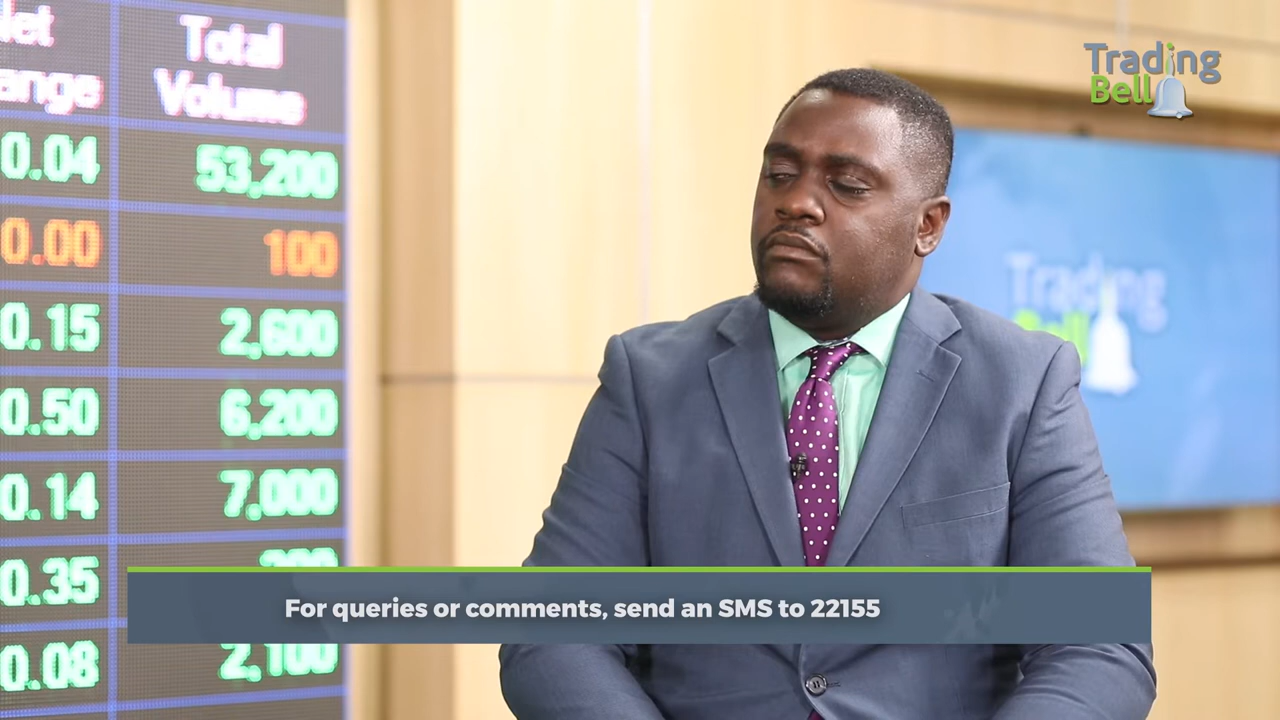 Total
Volume
0.04 53,200
0.00 100
0.15 2,600
0.50 6,200
0.14 7,000
0.35
0.08 2,100
Trading
Bell
Trading
Bell
For queries or comments, send an SMS to 22155